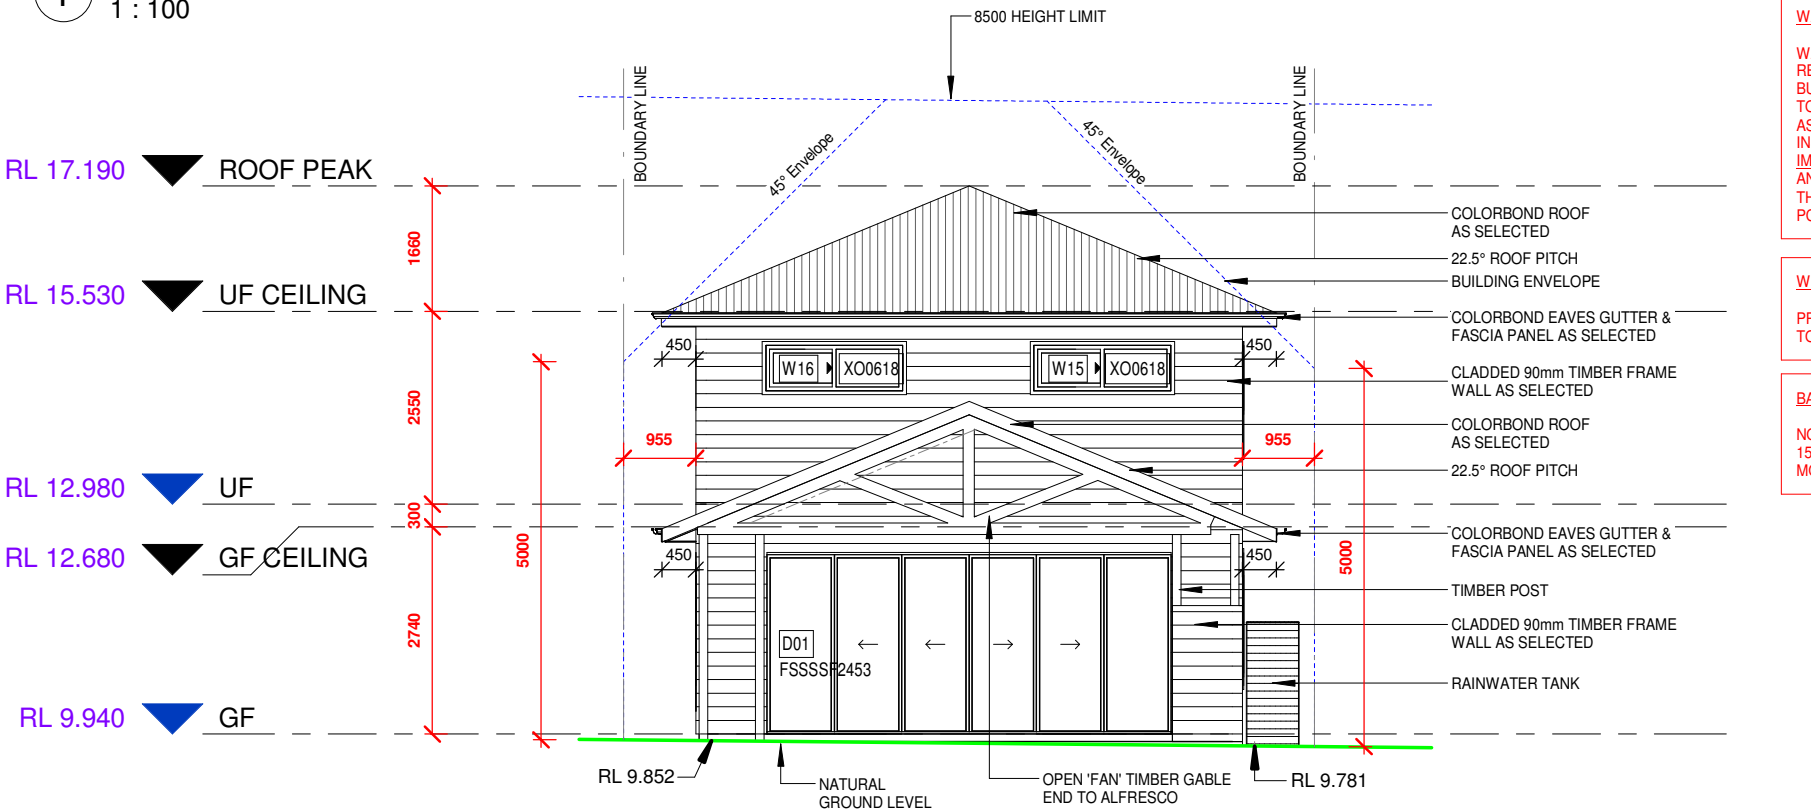 1 : 100
8500 HEIGHT LIMIT
BOUNDARY LINE
BOUNDARY LINE
45° Envelope
45° Envelope
RL 17.190 ROOF PEAK
1660
COLORBOND ROOF
AS SELECTED
22.5° ROOF PITCH
BUILDING ENVELOPE
RL 15.530 UF CEILING
COLORBOND EAVES GUTTER &
FASCIA PANEL AS SELECTED
450
450
W16
XO0618
W15
XO0618
CLADDED 90mm TIMBER FRAME
WALL AS SELECTED
2550
COLORBOND ROOF
AS SELECTED
955
955
22.5° ROOF PITCH
RL 12.980 UF
300
COLORBOND EAVES GUTTER &
FASCIA PANEL AS SELECTED
RL 12.680 GF CEILING
5000
450
450
5000
TIMBER POST
2740
D01
FSSSSF2453
CLADDED 90mm TIMBER FRAME
WALL AS SELECTED
RAINWATER TANK
RL 9.940 GF
RL 9.852
NATURAL
GROUND LEVEL
OPEN 'FAN' TIMBER GABLE
END TO ALFRESCO
RL 9.781